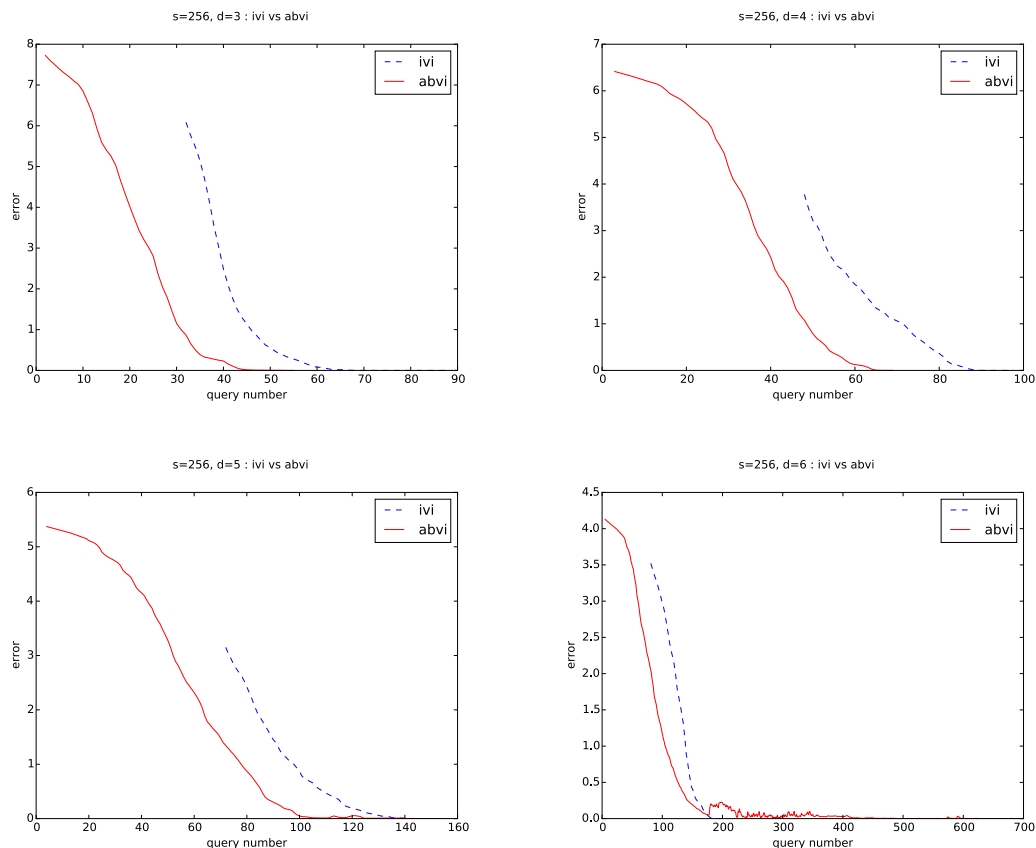 s=256, d=3 : ivi vs abvi
8
7
6
5
4
3
2
1
0
error
ivi
abvi
0 10 20 30 40 50 60 70 80 90
query number
s=256, d=4 : ivi vs abvi
7
6
5
4
3
2
1
0
error
ivi
abvi
0 20 40 60 80 100
query number
s=256, d=5 : ivi vs abvi
6
5
4
3
2
1
0
error
ivi
abvi
0 20 40 60 80 100 120 140 160
query number
s=256, d=6 : ivi vs abvi
4.5
4.0
3.5
3.0
2.5
2.0
1.5
1.0
0.5
0.0
error
ivi
abvi
0 100 200 300 400 500 600 700
query number